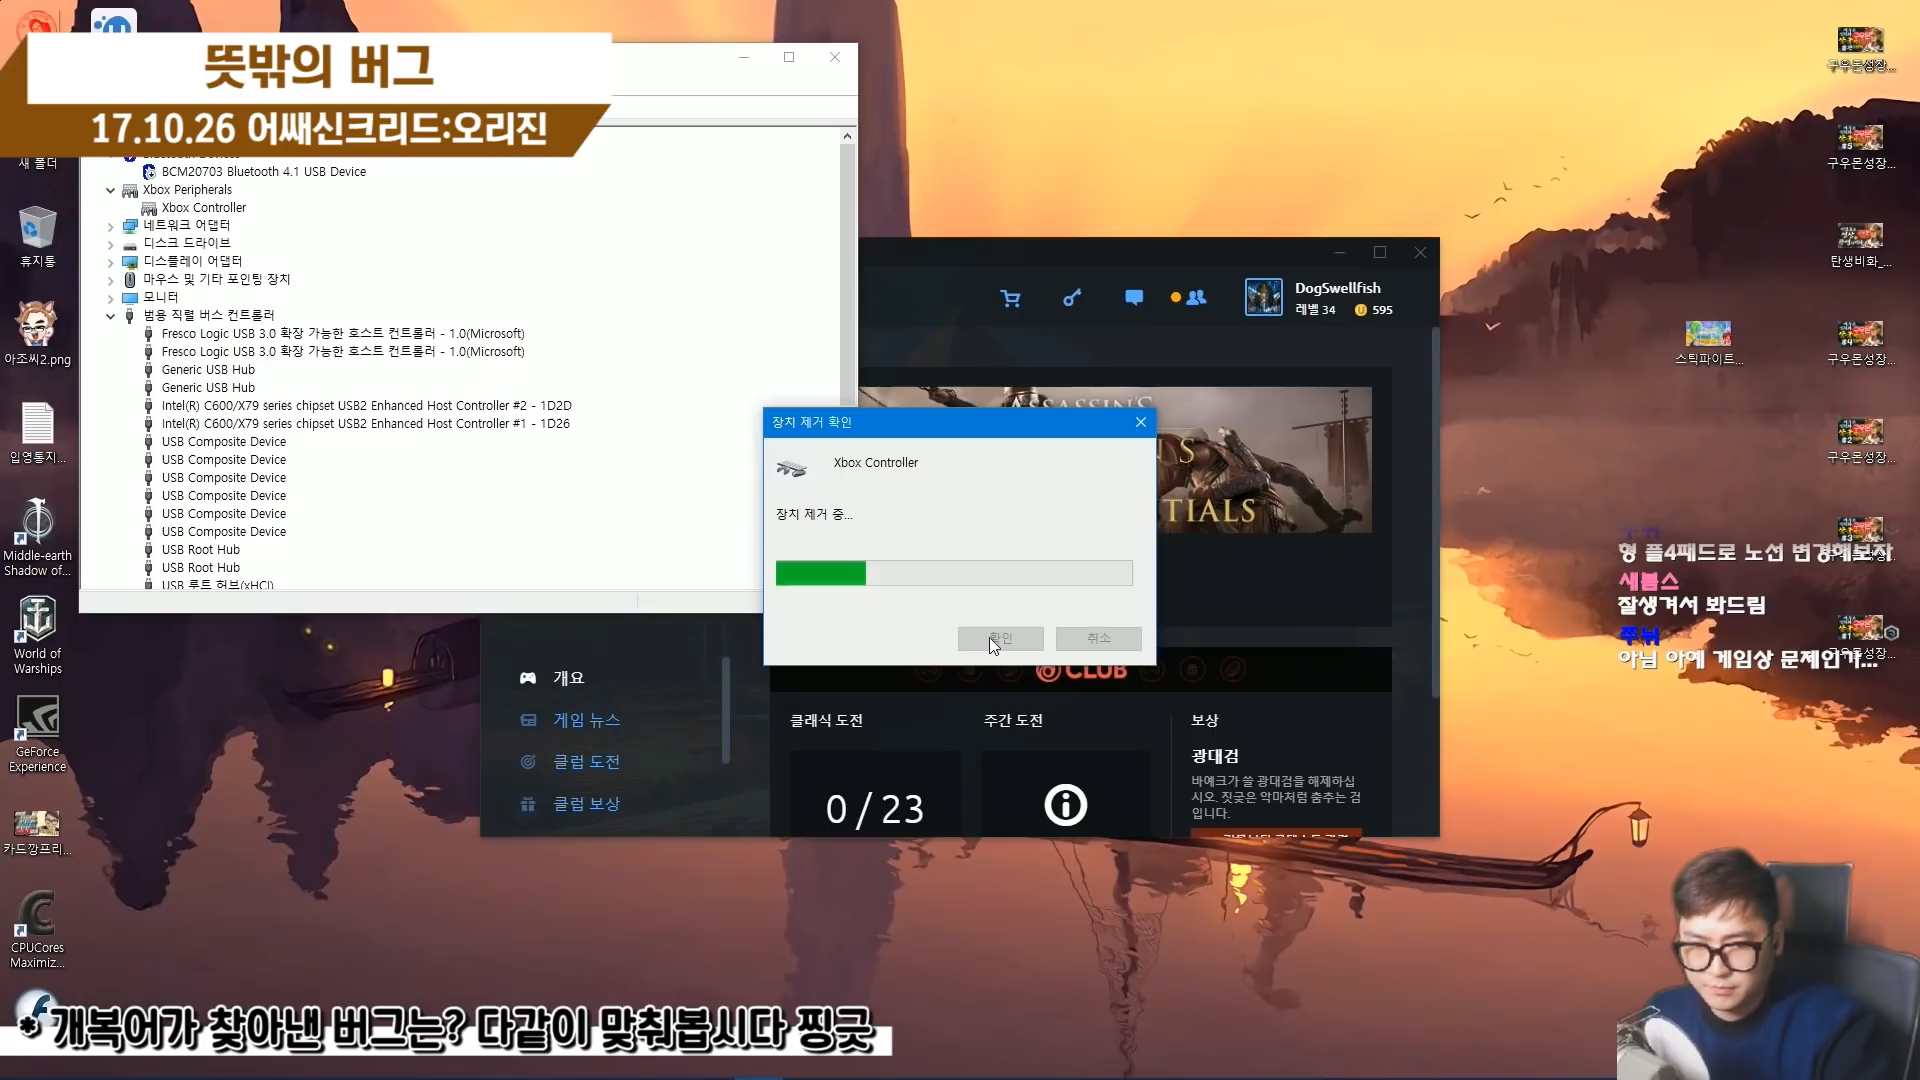 뜻밖의 버그
17.10.26 어쌔신크리드:오리진
새 폴더
휴지통
아조씨2.png
입영통지...
Middle-earth
Shadow of...
World of
Warships
GeForce
Experience
카드깡프리...
CPUCores
Maximiz...
BCM20703 Bluetooth 4.1 USB Device
Xbox Peripherals
Xbox Controller
네트워크 어댑터
디스크 드라이브
디스플레이 어댑터
마우스 및 기타 포인팅 장치
모니터
범용 직렬 버스 컨트롤러
Fresco Logic USB 3.0 확장 가능한 호스트 컨트롤러 - 1.0(Microsoft)
Fresco Logic USB 3.0 확장 가능한 호스트 컨트롤러 - 1.0(Microsoft)
Generic USB Hub
Generic USB Hub
Intel(R) C600/X79 series chipset USB2 Enhanced Host Controller #2 - 1D2D
Intel(R) C600/X79 series chipset USB2 Enhanced Host Controller #1 - 1D26
USB Composite Device
USB Composite Device
USB Composite Device
USB Composite Device
USB Composite Device
USB Composite Device
USB Root Hub
USB Root Hub
USB 루트 허브(xHCI)
장치 제거 확인
Xbox Controller
장치 제거 중...
확인
취소
DogSwellfish
레벨 34
595
ASSASSIN'S
개요
게임 뉴스
클럽 도전
클럽 보상
CLUB
클래식 도전
0 / 23
주간 도전
보상
광대검
바예크가 쓸 광대검을 해제하십
시오. 짓궂은 악마처럼 춤추는 검
입니다.
구우몬성장...
구우몬성장...
탄생비화_...
스틱파이트...
구우몬성장...
구우몬성장...
형 플4패드로 노선 변경해보자
새봄스
잘생겨서 봐드림
쭈뉘
아님 아예 게임상 문제인가...
* 개복어가 찾아낸 버그는? 다같이 맞춰봅시다 찡긋